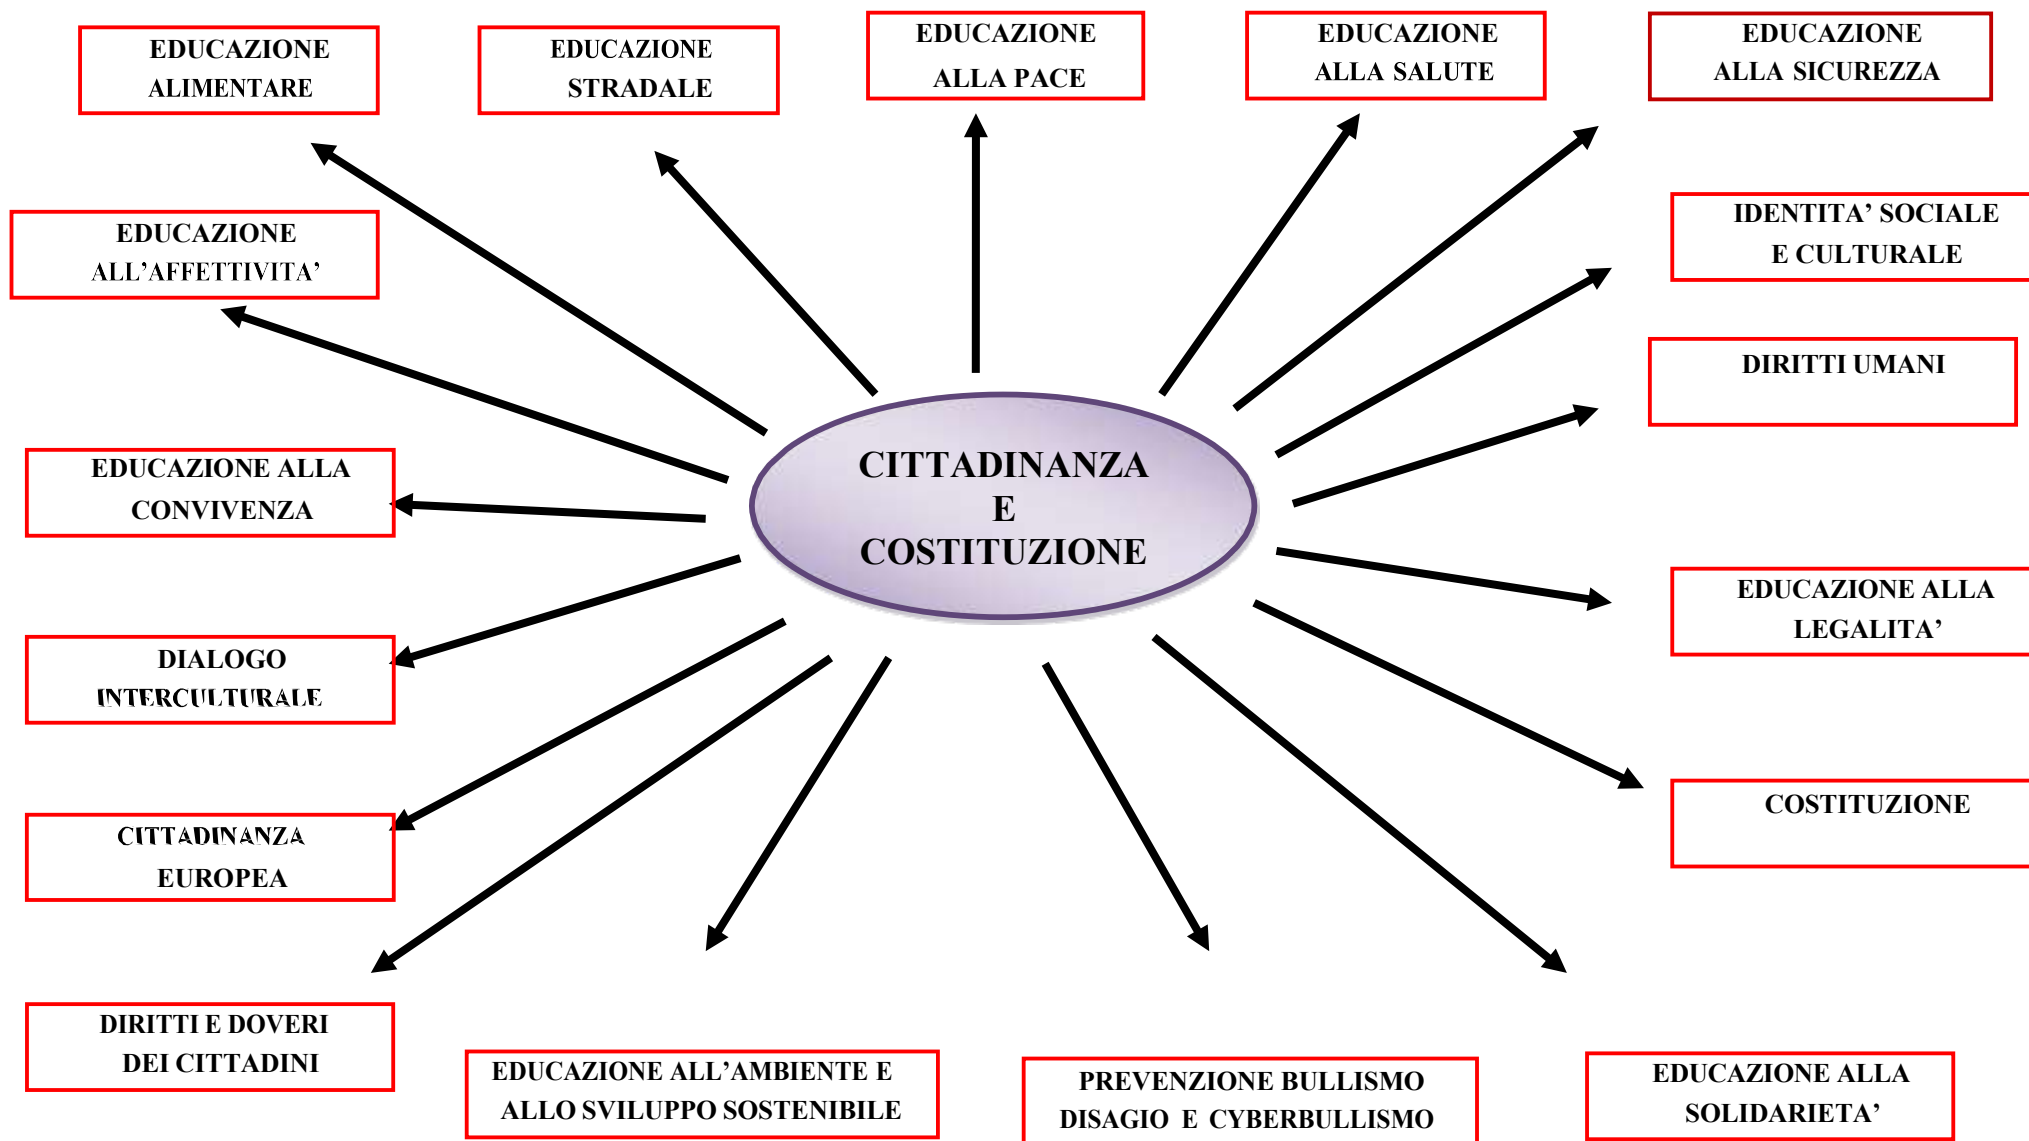 EDUCAZIONE
ALIMENTARE
EDUCAZIONE
STRADALE
EDUCAZIONE
ALLA PACE
EDUCAZIONE
ALLA SALUTE
EDUCAZIONE
ALLA SICUREZZA
EDUCAZIONE
ALL’AFFETTIVITA’
IDENTITA’ SOCIALE
E CULTURALE
DIRITTI UMANI
EDUCAZIONE ALLA
CONVIVENZA
CITTADINANZA
E
COSTITUZIONE
EDUCAZIONE ALLA
LEGALITA’
DIALOGO
INTERCULTURALE
COSTITUZIONE
CITTADINANZA
EUROPEA
DIRITTI E DOVERI
DEI CITTADINI
EDUCAZIONE ALL’AMBIENTE E
ALLO SVILUPPO SOSTENIBILE
PREVENZIONE BULLISMO
DISAGIO E CYBERBULLISMO
EDUCAZIONE ALLA
SOLIDARIETA’